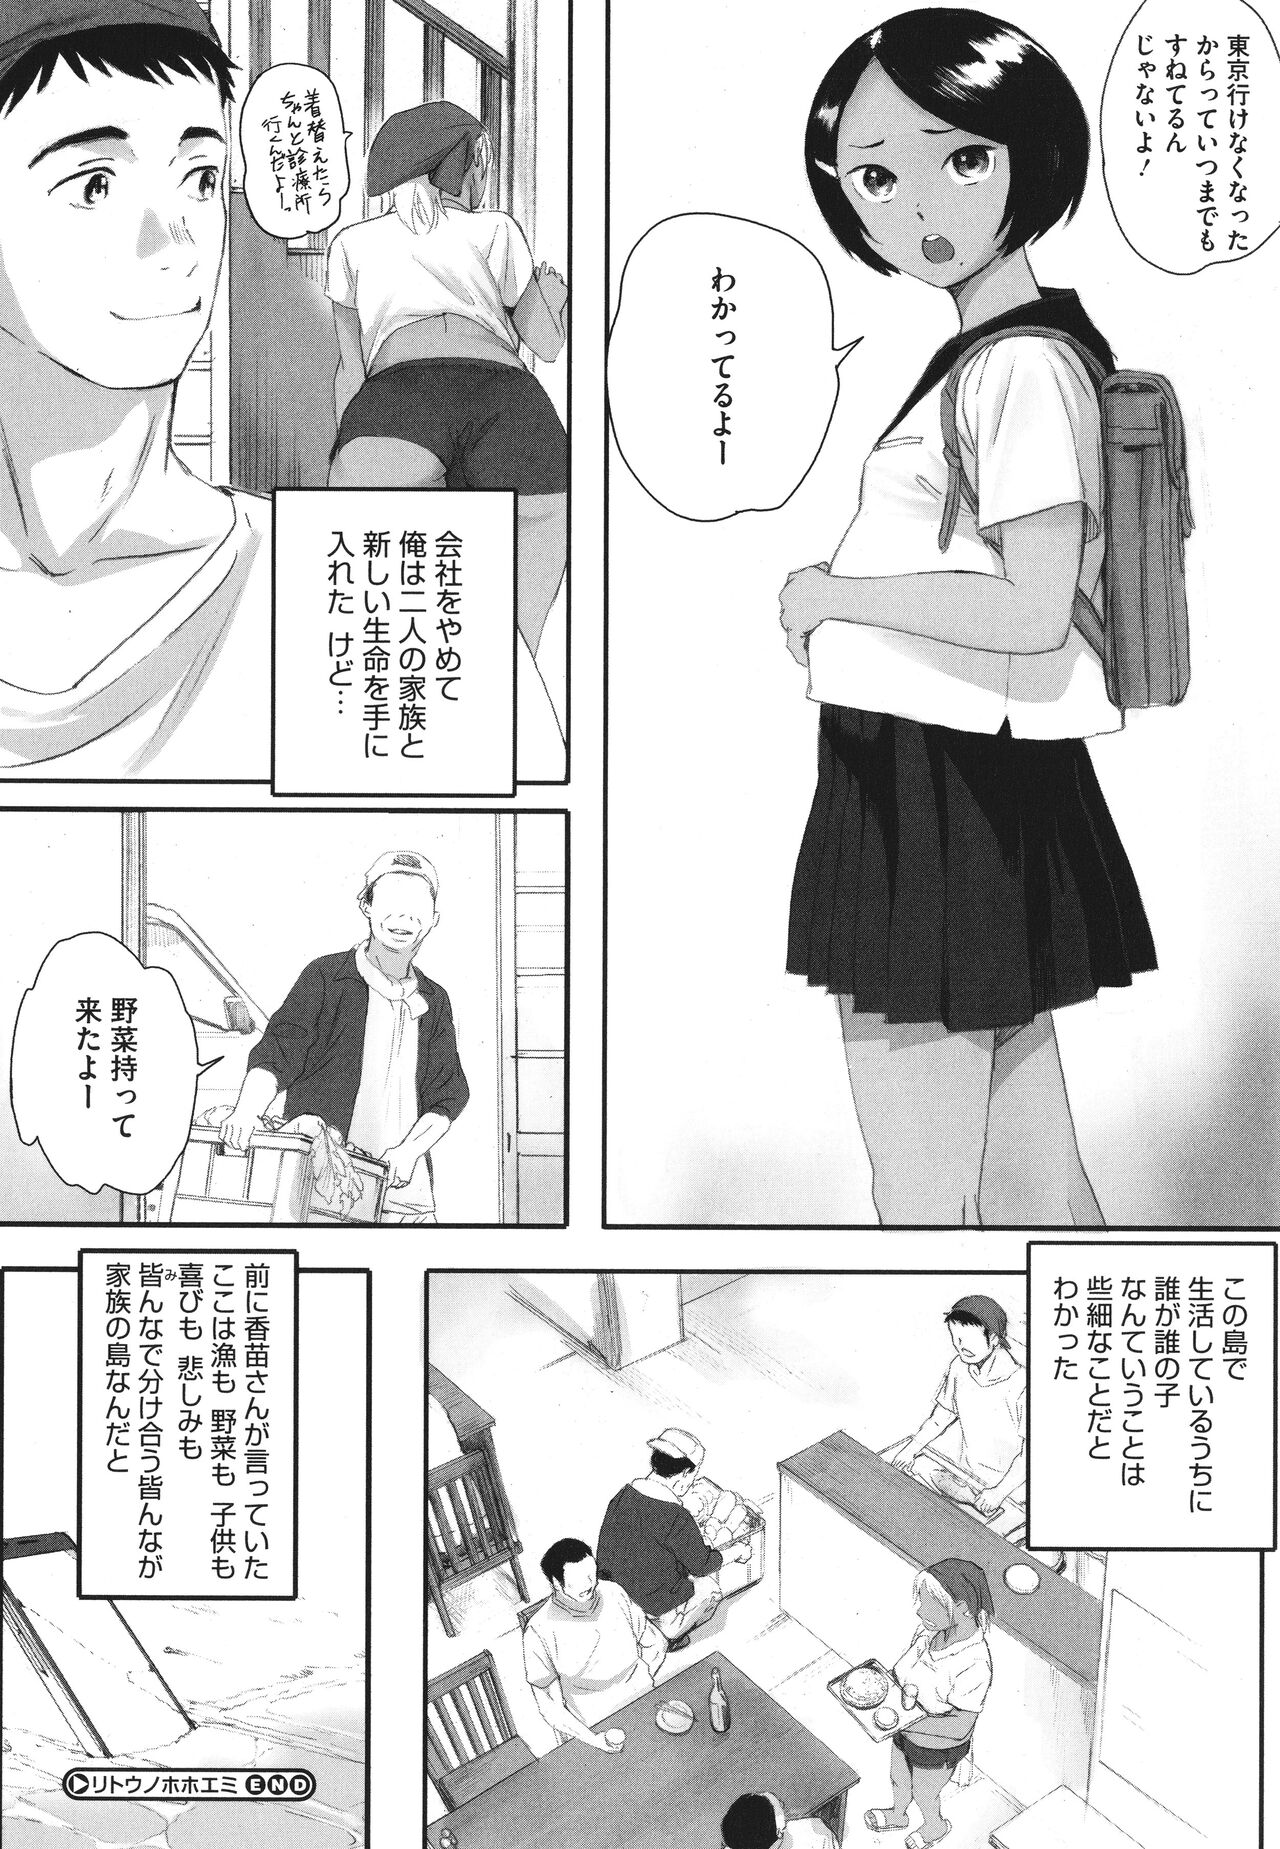 東京行けなくなった
からっていつまでも
すねてるん
じゃないよ！
わかってるよー
着替えたら
ちゃんと診療所
行くんだよーっ
会社をやめて
俺は二人の家族と
新しい生命を手に
入れた けど…
野菜持って
来たよー
この島で
生活しているうちに
誰が誰の子
なんていうことは
些細なことだと
わかった
前に香苗さんが言っていた
ここは漁も 野菜も 子供も
喜びも 悲しみも
皆んなで分け合う皆んなが
み
家族の島なんだと
リトウノホホエミ END